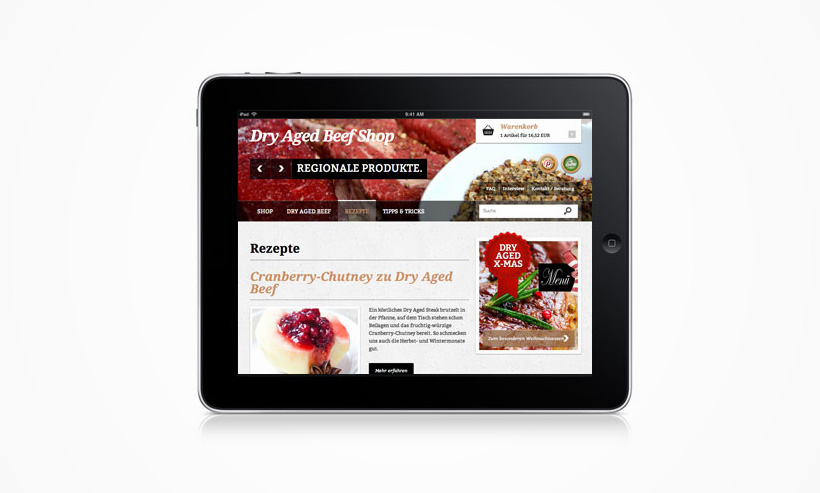 iPad
9:41 AM
Dry Aged Beef Shop
Warenkorb
1 Artikel für 16,52 EUR
REGIONALE PRODUKTE.
FAQ | Interview | Kontakt / Beratung
SHOP
DRY AGED BEEF
REZEPTE
TIPPS & TRICKS
Suche
Rezepte
Cranberry-Chutney zu Dry Aged
Beef
Ein köstliches Dry Aged Steak brutzelt in
der Pfanne, auf dem Tisch stehen schon
Beilagen und das fruchtig-würzige
Cranberry-Chutney bereit. So schmecken
uns auch die Herbst- und Wintermonate
gut.
Mehr erfahren
DRY
AGED
X-MAS
Menü
Zum besonderen Weihnachtsessen